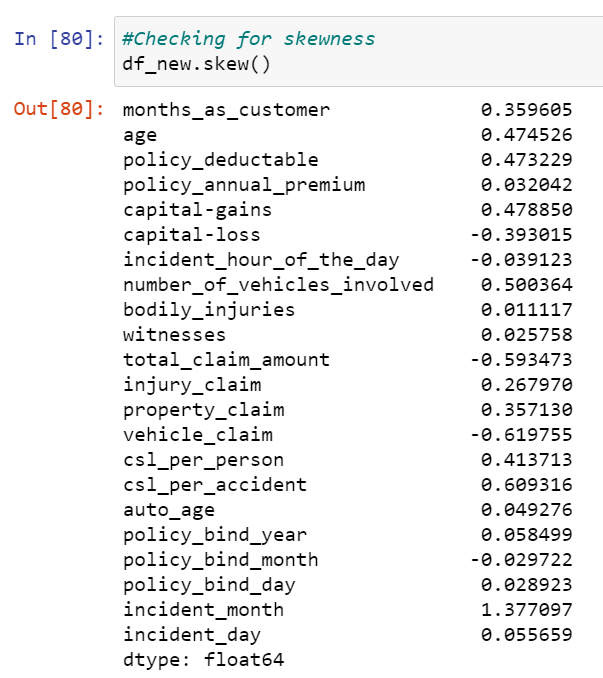 In [80]: #Checking for skewness
df_new.skew()
Out[80]: months_as_customer 0.359605
age 0.474526
policy_deductable 0.473229
policy_annual_premium 0.032042
capital-gains 0.478850
capital-loss -0.393015
incident_hour_of_the_day -0.039123
number_of_vehicles_involved 0.500364
bodily_injuries 0.011117
witnesses 0.025758
total_claim_amount -0.593473
injury_claim 0.267970
property_claim 0.357130
vehicle_claim -0.619755
csl_per_person 0.413713
csl_per_accident 0.609316
auto_age 0.049276
policy_bind_year 0.058499
policy_bind_month -0.029722
policy_bind_day 0.028923
incident_month 1.377097
incident_day 0.055659
dtype: float64